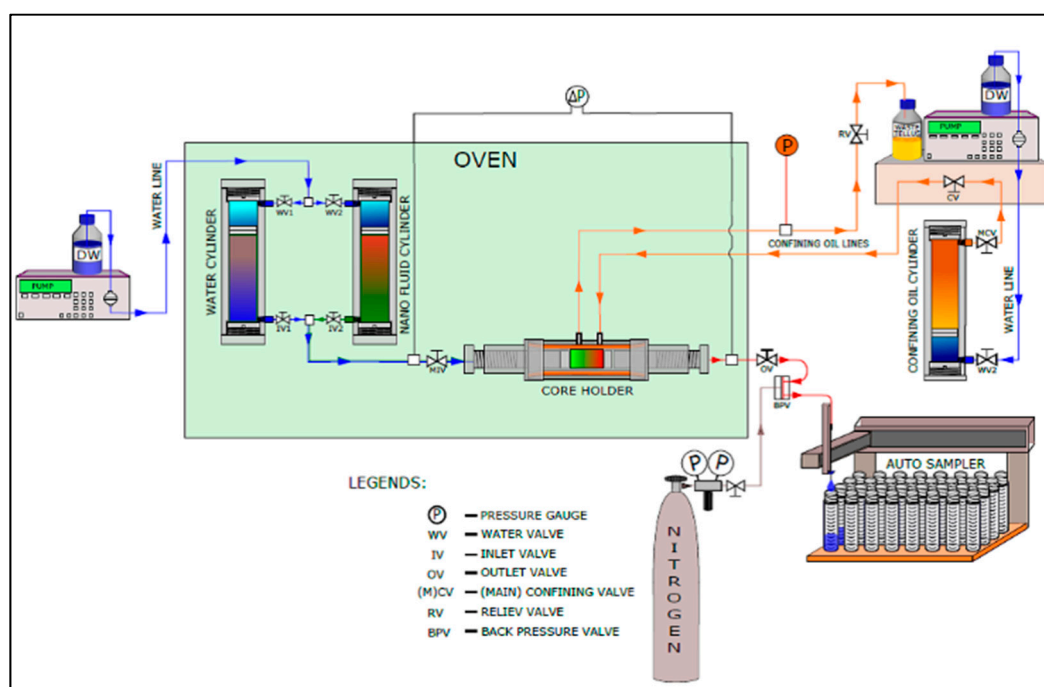 ΔP
OVEN
WATER LINE
DW
PUMP
WATER CYLINDER
WV1
WV2
NANO FLUID CYLINDER
IV1
IV2
MIV
CORE HOLDER
OV
BPV
P
CONFINING OIL LINES
RV
WASTE
TELLUS
DW
PUMP
CV
MCV
CONFINING OIL CYLINDER
WATER LINE
WV2
AUTO SAMPLER
P P
NITROGEN
LEGENDS:
P — PRESSURE GAUGE
WV — WATER VALVE
IV — INLET VALVE
OV — OUTLET VALVE
(M)CV — (MAIN) CONFINING VALVE
RV — RELIEV VALVE
BPV — BACK PRESSURE VALVE